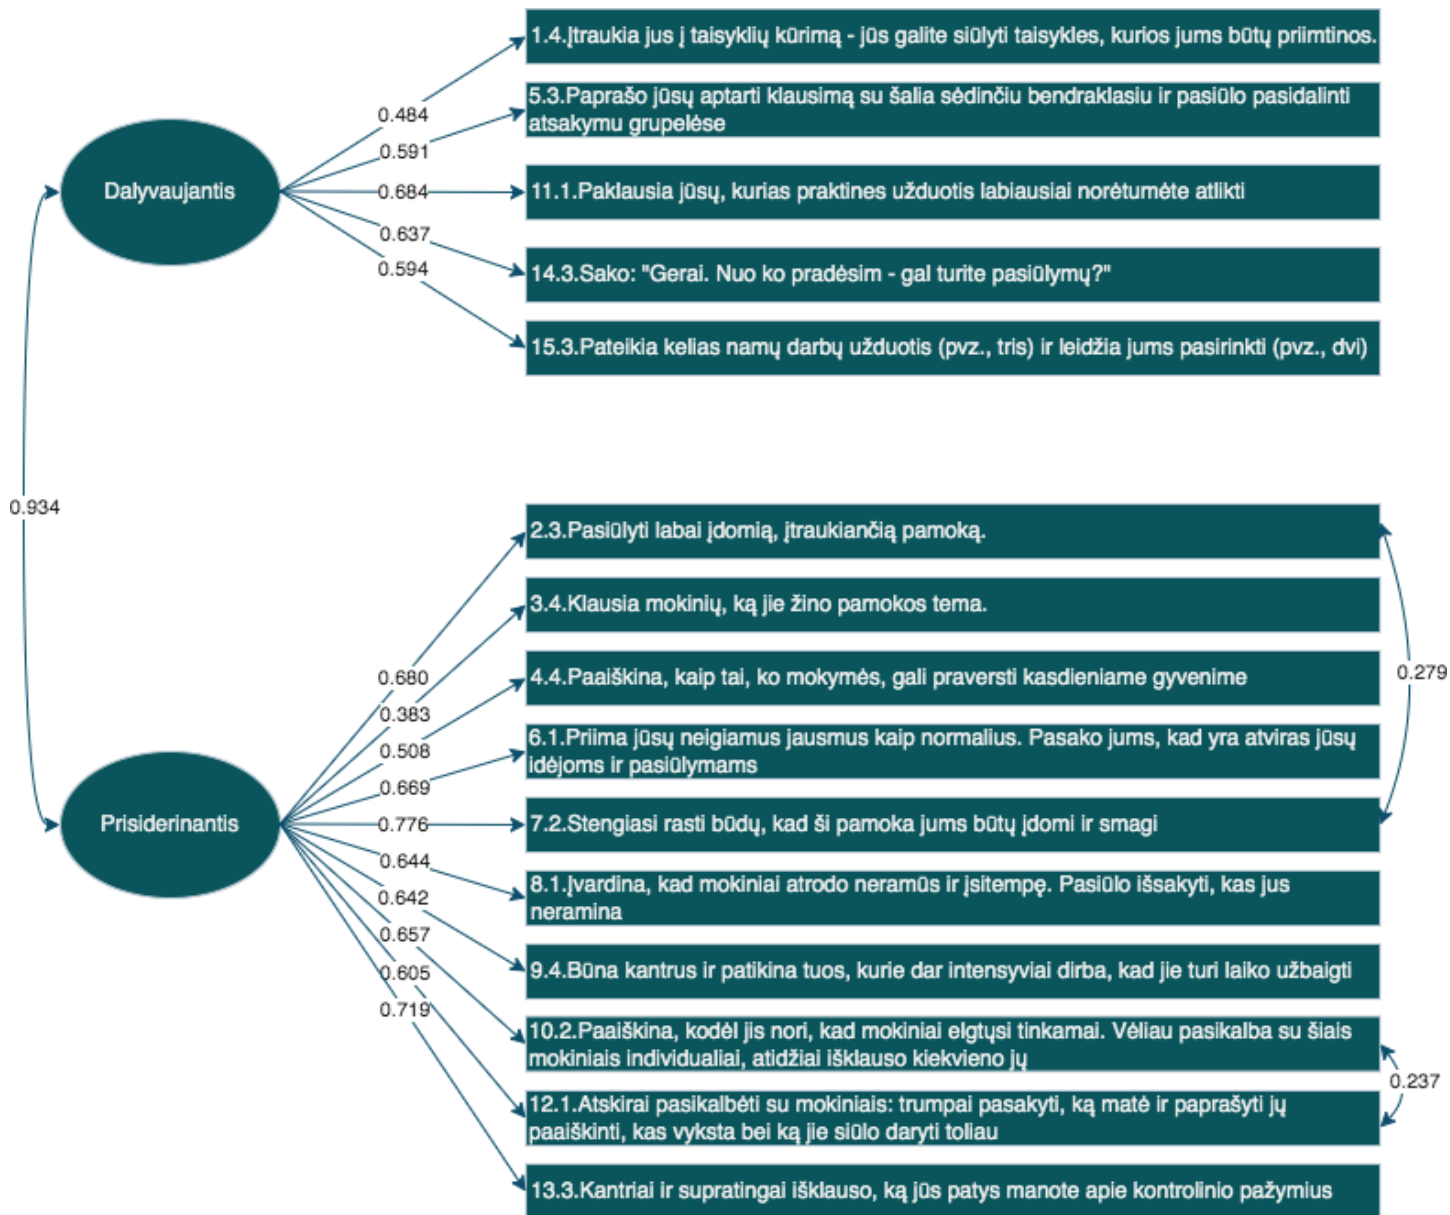 1.4.Įtraukia jus į taisyklių kūrimą - jūs galite siūlyti taisykles, kurios jums būtų priimtinos.
5.3.Paprašo jūsų aptarti klausimą su šalia sėdinčiu bendraklasiu ir pasiūlo pasidalinti
atsakymu grupelėse
11.1.Paklausia jūsų, kurias praktines užduotis labiausiai norėtumėte atlikti
14.3.Sako: "Gerai. Nuo ko pradėsim - gal turite pasiūlymų?"
15.3.Pateikia kelias namų darbų užduotis (pvz., tris) ir leidžia jums pasirinkti (pvz., dvi)
Dalyvaujantis
0.484
0.591
0.684
0.637
0.594
0.934
2.3.Pasiūlyti labai įdomią, įtraukiančią pamoką.
3.4.Klausia mokinių, ką jie žino pamokos tema.
4.4.Paaiškina, kaip tai, ko mokymės, gali praversti kasdieniame gyvenime
6.1.Priima jūsų neigiamus jausmus kaip normalius. Pasako jums, kad yra atviras jūsų
idėjoms ir pasiūlymams
7.2.Stengiasi rasti būdų, kad ši pamoka jums būtų įdomi ir smagi
8.1.Įvardina, kad mokiniai atrodo neramūs ir įsitempę. Pasiūlo išsakyti, kas jus
neramina
9.4.Būna kantrus ir patikina tuos, kurie dar intensyviai dirba, kad jie turi laiko užbaigti
10.2.Paaiškina, kodėl jis nori, kad mokiniai elgtųsi tinkamai. Vėliau pasikalba su šiais
mokiniais individualiai, atidžiai išklauso kiekvieno jų
12.1.Atskirai pasikalbėti su mokiniais: trumpai pasakyti, ką matė ir paprašyti jų
paaiškinti, kas vyksta bei ką jie siūlo daryti toliau
13.3.Kantriai ir supratingai išklauso, ką jūs patys manote apie kontrolinio pažymius
Prisiderinantis
0.680
0.383
0.508
0.669
0.776
0.644
0.642
0.657
0.605
0.719
0.279
0.237